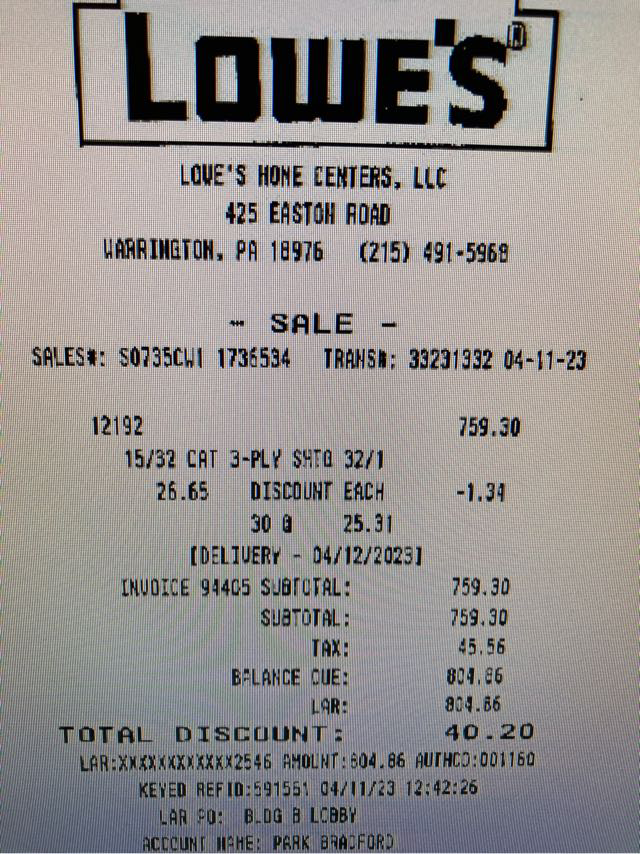 LOWE'S®
LOWE'S HOME CENTERS, LLC
425 EASTON ROAD
WARRINGTON, PA 18976 (215) 491-5968
- SALE -
SALES#: S0735CW1 1736534 TRANS#: 33231332 04-11-23
12192 759.30
15/32 CAT 3-PLY SHTG 32/1
26.65 DISCOUNT EACH -1.34
30 @ 25.31
[DELIVERY - 04/12/2023]
INVOICE 94405 SUBTOTAL: 759.30
SUBTOTAL: 759.30
TAX: 45.56
BALANCE DUE: 804.86
LAR: 804.86
TOTAL DISCOUNT: 40.20
LAR:XXXXXXXXXXXX2546 AMOUNT:804.86 AUTHCD:001160
KEYED REFID:591551 04/11/23 12:42:26
LAR PO: BLDG B LOBBY
ACCOUNT NAME: PARK BRADFORD